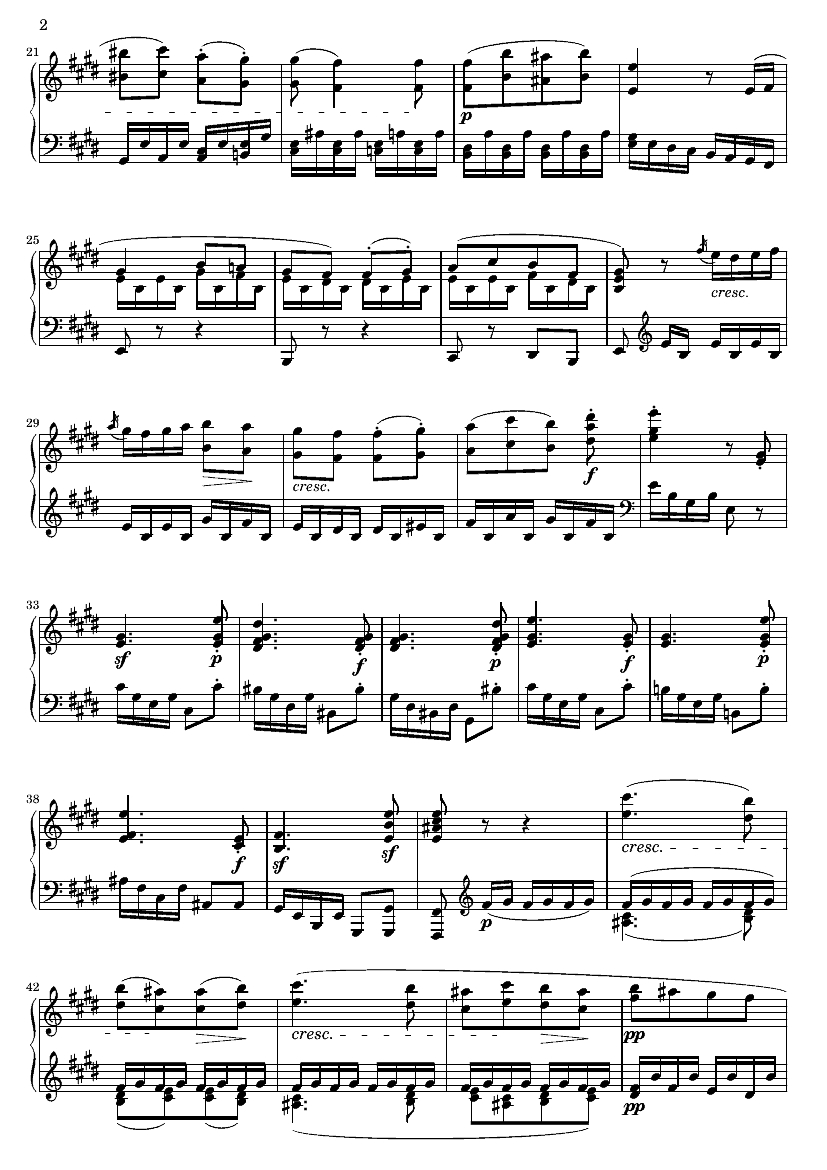 2
21
p
25
cresc.
29
cresc.
f
33
sf p f p f p
38
f sf sf p cresc.
42
cresc. pp
pp